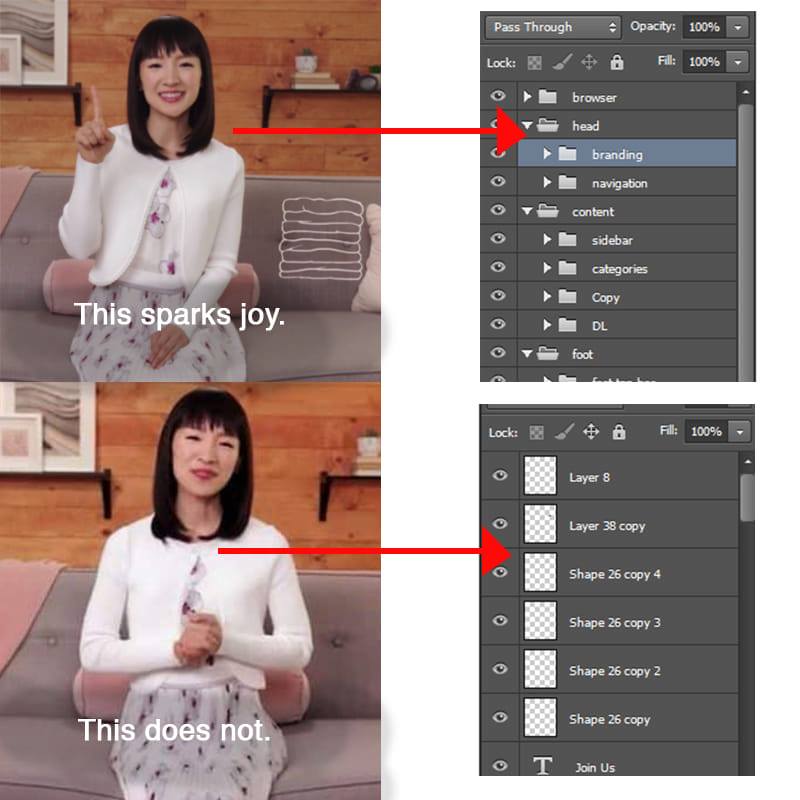 Pass Through Opacity: 100%
Lock: Fill: 100%
browser
head
branding
navigation
content
sidebar
categories
Copy
DL
foot
This sparks joy.
Lock: Fill: 100%
Layer 8
Layer 38 copy
Shape 26 copy 4
Shape 26 copy 3
Shape 26 copy 2
Shape 26 copy
Join Us
This does not.